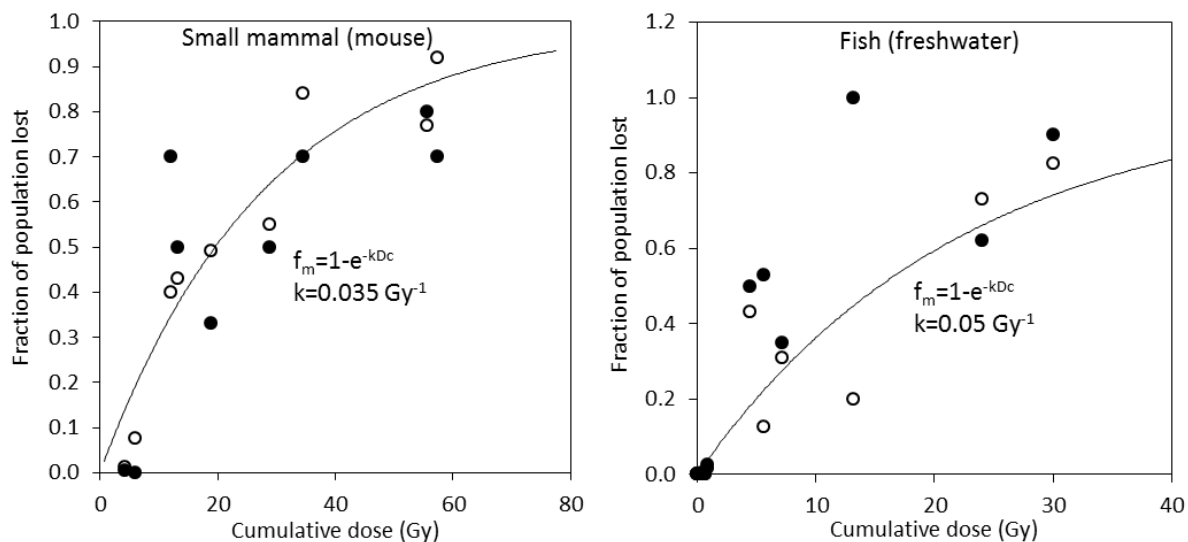 Small mammal (mouse)
Fraction of population lost
1.0
0.9
0.8
0.7
0.6
0.5
0.4
0.3
0.2
0.1
0.0
fₘ=1-e⁻ᵏᴰᶜ
k=0.035 Gy⁻¹
0 20 40 60 80
Cumulative dose (Gy)
Fish (freshwater)
Fraction of population lost
1.2
1.0
0.8
0.6
0.4
0.2
0.0
fₘ=1-e⁻ᵏᴰᶜ
k=0.05 Gy⁻¹
0 10 20 30 40
Cumulative dose (Gy)